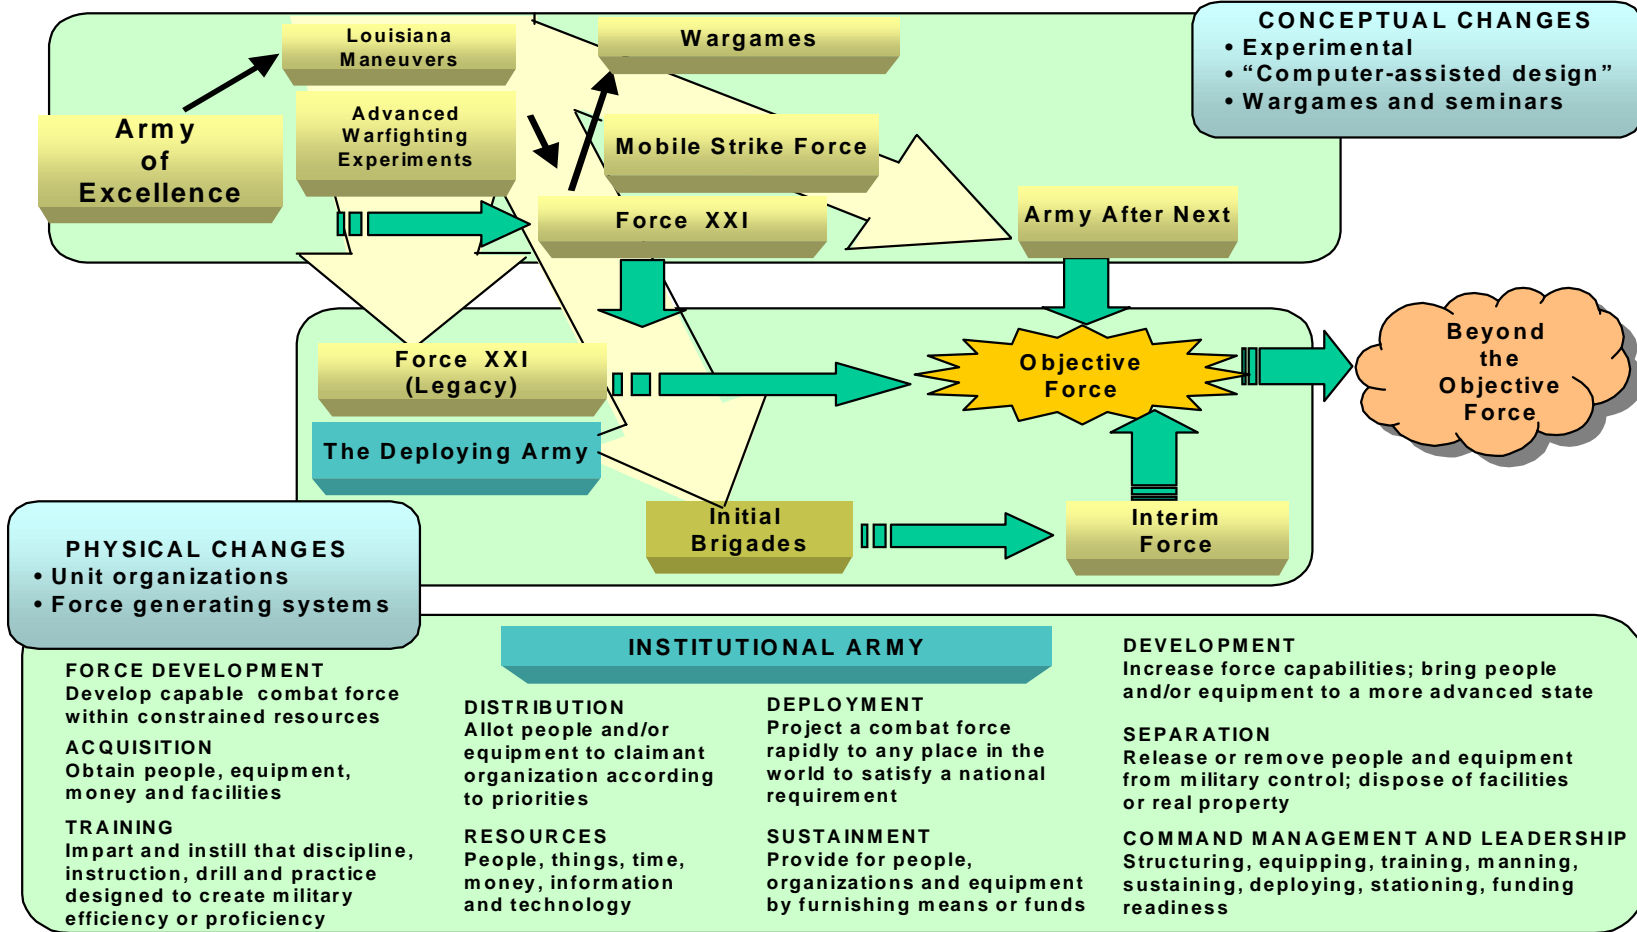 CONCEPTUAL CHANGES
• Experimental
• “Computer-assisted design”
• Wargames and seminars
Louisiana
Maneuvers
Wargames
Army
of
Excellence
Advanced
Warfighting
Experiments
Mobile Strike Force
Force XXI
Army After Next
Force XXI
(Legacy)
The Deploying Army
Objective
Force
Beyond
the
Objective
Force
Initial
Brigades
Interim
Force
PHYSICAL CHANGES
• Unit organizations
• Force generating systems
INSTITUTIONAL ARMY
FORCE DEVELOPMENT
Develop capable combat force
within constrained resources
ACQUISITION
Obtain people, equipment,
money and facilities
TRAINING
Impart and instill that discipline,
instruction, drill and practice
designed to create military
efficiency or proficiency
DISTRIBUTION
Allot people and/or
equipment to claimant
organization according
to priorities
RESOURCES
People, things, time,
money, information
and technology
DEPLOYMENT
Project a combat force
rapidly to any place in the
world to satisfy a national
requirement
SUSTAINMENT
Provide for people,
organizations and equipment
by furnishing means or funds
DEVELOPMENT
Increase force capabilities; bring people
and/or equipment to a more advanced state
SEPARATION
Release or remove people and equipment
from military control; dispose of facilities
or real property
COMMAND MANAGEMENT AND LEADERSHIP
Structuring, equipping, training, manning,
sustaining, deploying, stationing, funding
readiness